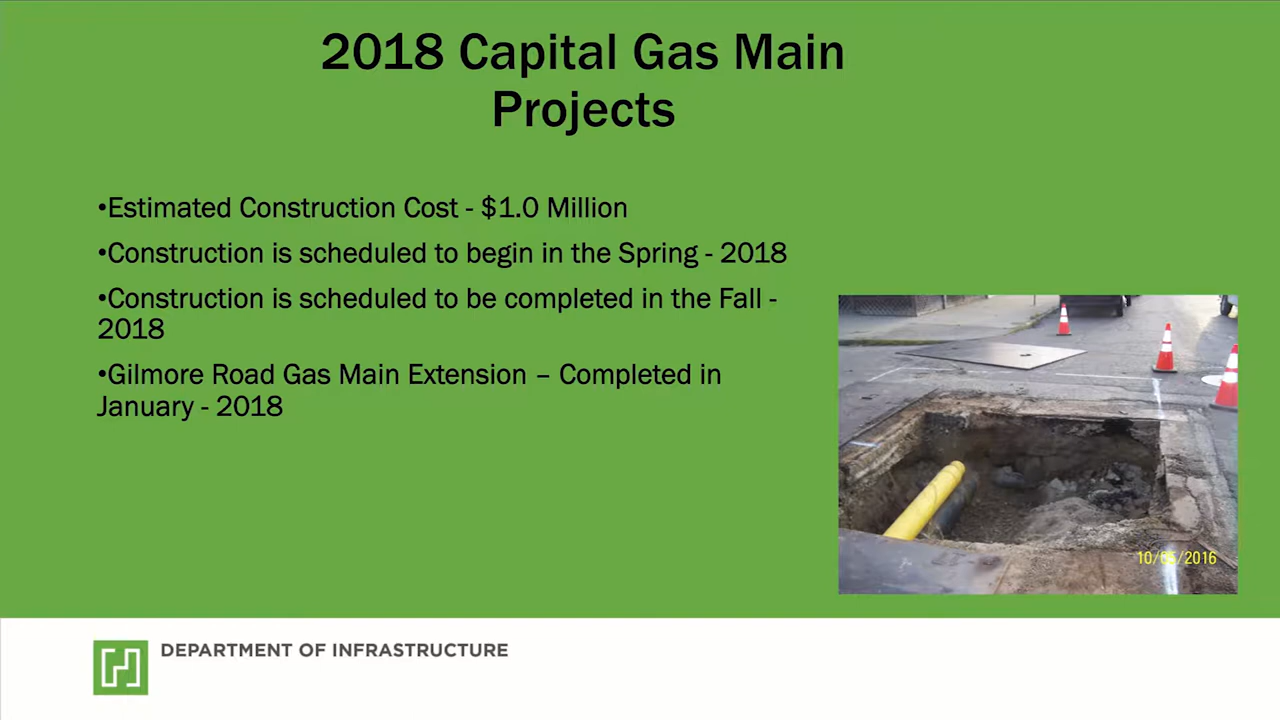 2018 Capital Gas Main
Projects
•Estimated Construction Cost - $1.0 Million
•Construction is scheduled to begin in the Spring - 2018
•Construction is scheduled to be completed in the Fall -
2018
•Gilmore Road Gas Main Extension – Completed in
January - 2018
10/05/2016
DEPARTMENT OF INFRASTRUCTURE